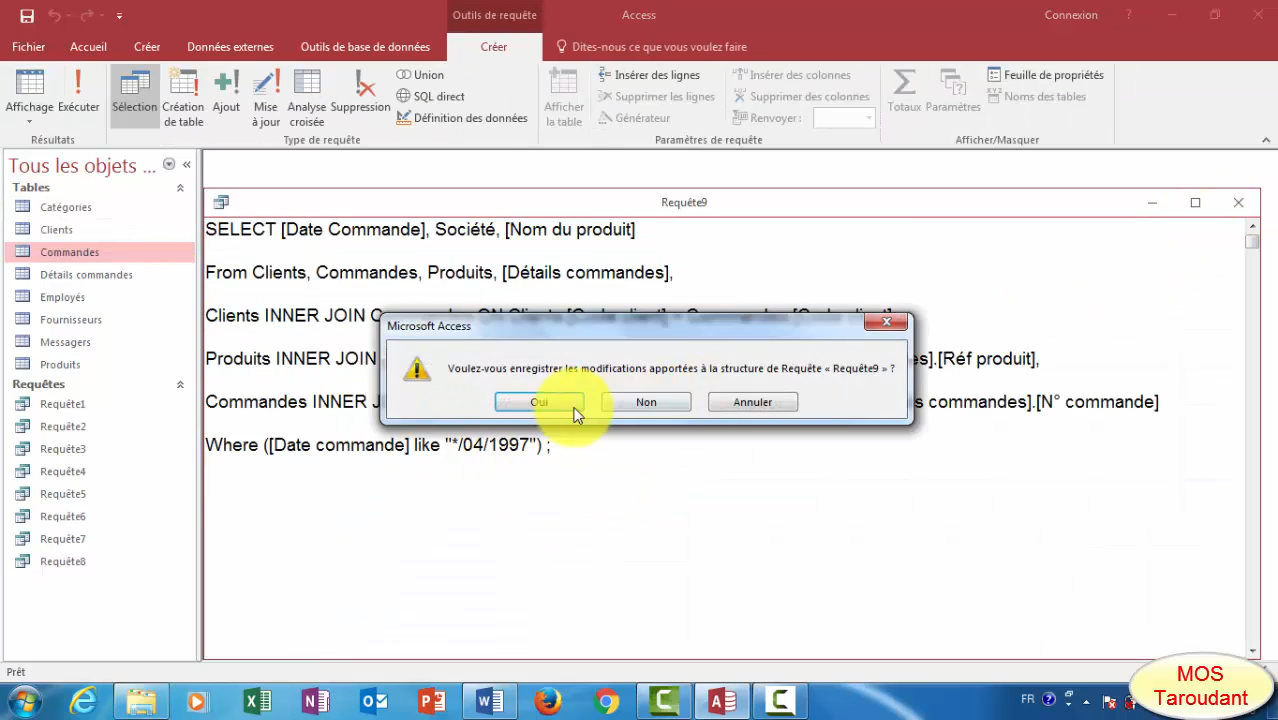 Outils de requête
Access
Connexion
?
Fichier
Accueil
Créer
Données externes
Outils de base de données
Créer
Dites-nous ce que vous voulez faire
Affichage
Exécuter
Sélection
Création
de table
Ajout
Mise
à jour
Analyse
croisée
Suppression
Union
SQL direct
Définition des données
Afficher
la table
Insérer des lignes
Supprimer les lignes
Générateur
Insérer des colonnes
Supprimer des colonnes
Renvoyer :
Totaux
Paramètres
Feuille de propriétés
Noms des tables
Résultats
Type de requête
Paramètres de requête
Afficher/Masquer
Tous les objets ...
Tables
Catégories
Clients
Commandes
Détails commandes
Employés
Fournisseurs
Messagers
Produits
Requêtes
Requête1
Requête2
Requête3
Requête4
Requête5
Requête6
Requête7
Requête8
Requête9
SELECT [Date Commande], Société, [Nom du produit]
From Clients, Commandes, Produits, [Détails commandes],
Clients INNER JOIN
Produits INNER JOIN .[Réf produit],
Commandes INNER commandes].[N° commande]
Where ([Date commande] like "*/04/1997") ;
Microsoft Access
Voulez-vous enregistrer les modifications apportées à la structure de Requête « Requête9 » ?
Oui
Non
Annuler
Prêt
FR
MOS
Taroudant